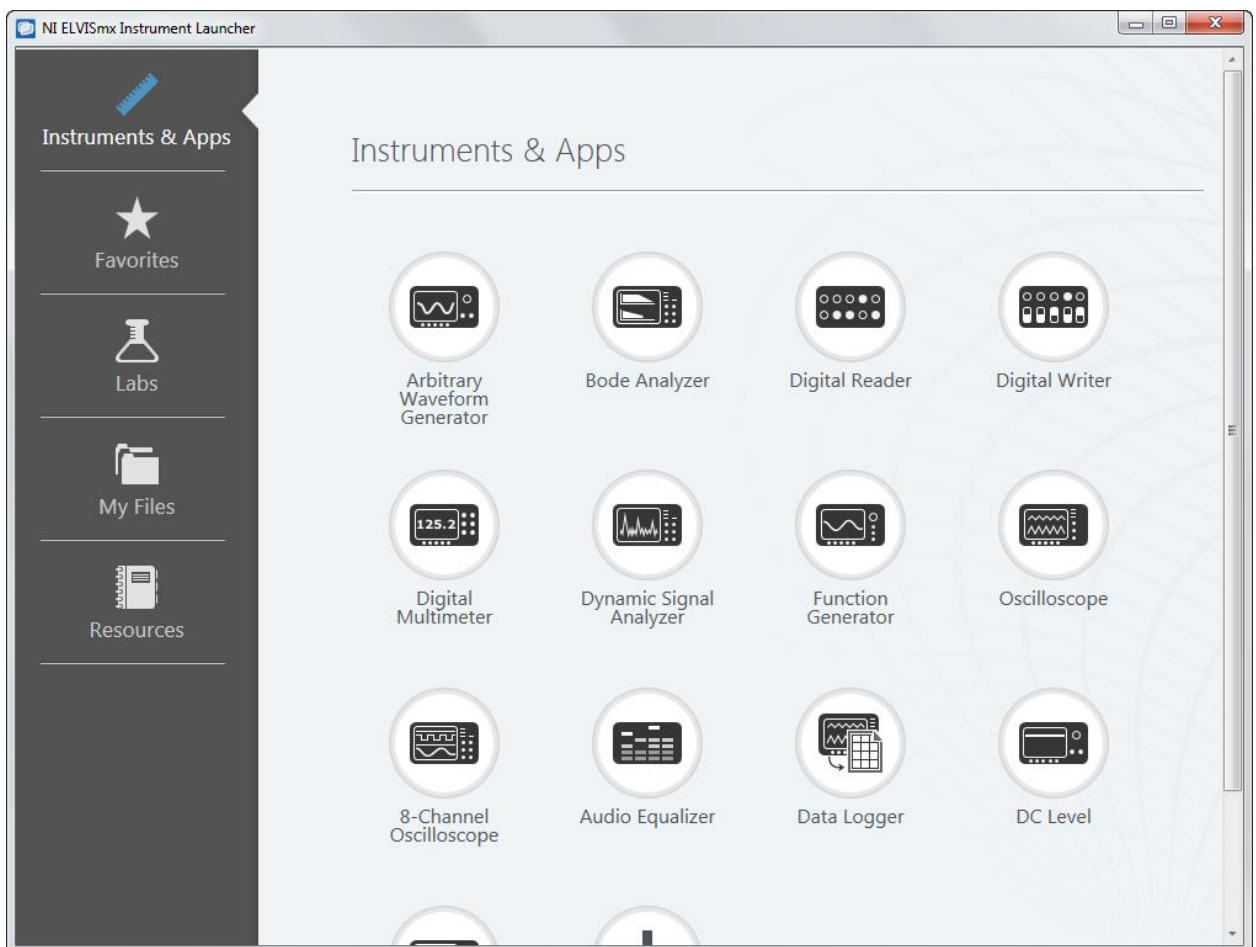 NI ELVISmx Instrument Launcher
Instruments & Apps
Favorites
Labs
My Files
Resources
Instruments & Apps
Arbitrary
Waveform
Generator
Bode Analyzer
Digital Reader
Digital Writer
125.2
Digital
Multimeter
Dynamic Signal
Analyzer
Function
Generator
Oscilloscope
8-Channel
Oscilloscope
Audio Equalizer
Data Logger
DC Level